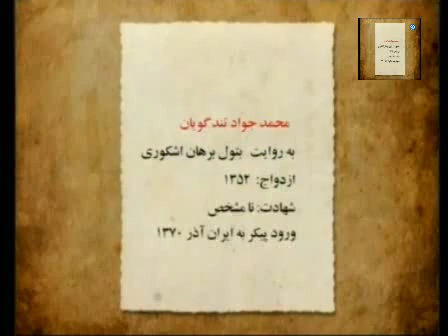 محمد جواد تندگویان
به روایت بتول برهان اشکوری
ازدواج: ۱۳۵۲
شهادت: نا مشخص
ورود پیکر به ایران آذر ۱۳۷۰